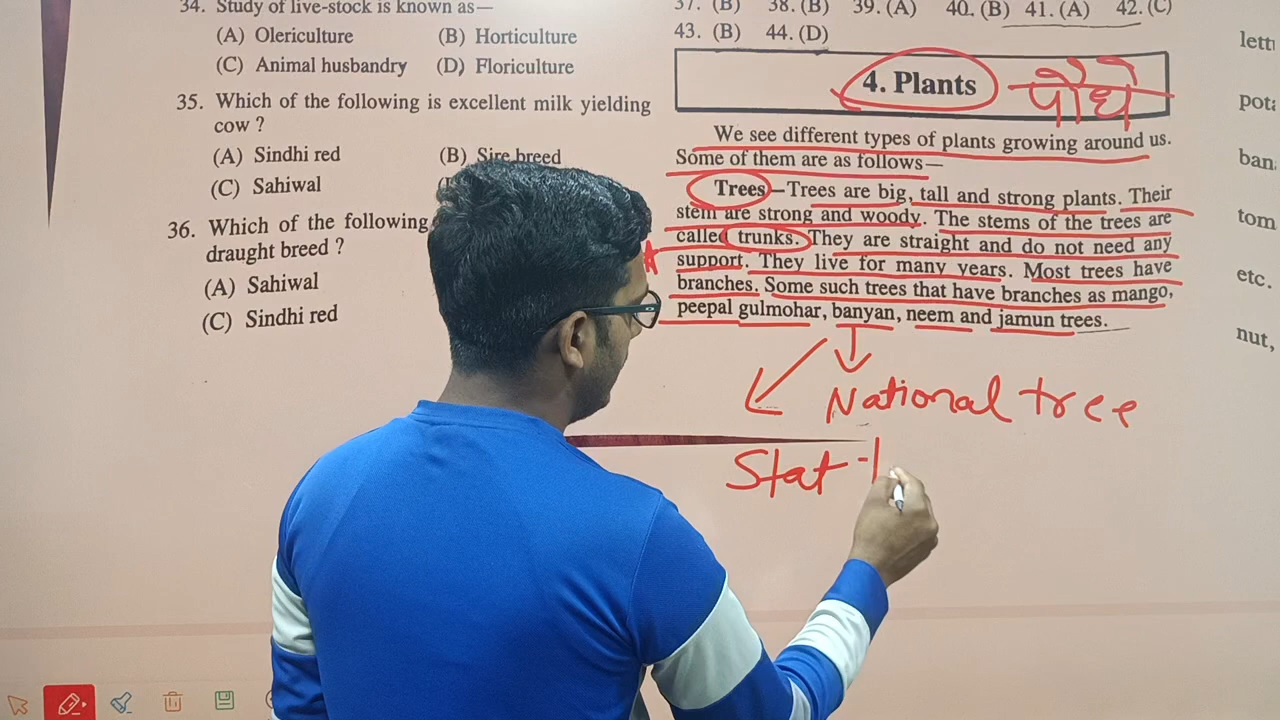 34. Study of live-stock is known as—
(A) Olericulture (B) Horticulture
(C) Animal husbandry (D) Floriculture
35. Which of the following is excellent milk yielding
cow ?
(A) Sindhi red (B) Sire breed
(C) Sahiwal
36. Which of the following
draught breed ?
(A) Sahiwal
(C) Sindhi red
37. (B) 38. (B) 39. (A) 40. (B) 41. (A) 42. (C)
43. (B) 44. (D)
4. Plants पौधे
We see different types of plants growing around us.
Some of them are as follows—
Trees—Trees are big, tall and strong plants. Their
stem are strong and woody. The stems of the trees are
called trunks. They are straight and do not need any
support. They live for many years. Most trees have
branches. Some such trees that have branches as mango,
peepal gulmohar, banyan, neem and jamun trees.
National tree
Stat
lett
pota
ban
tom
etc.
nut,